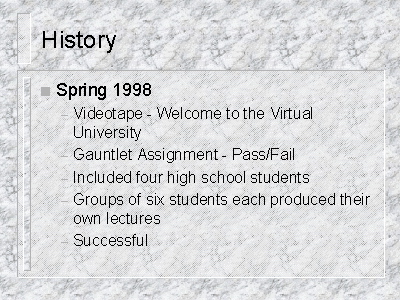 History
Spring 1998
– Videotape - Welcome to the Virtual
University
– Gauntlet Assignment - Pass/Fail
– Included four high school students
– Groups of six students each produced their
own lectures
– Successful